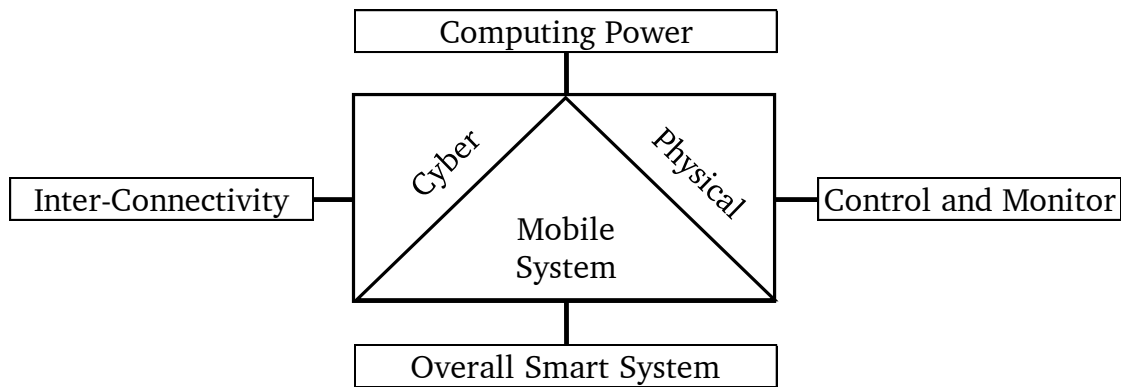 Computing Power
Cyber
Physical
Inter-Connectivity
Control and Monitor
Mobile
System
Overall Smart System